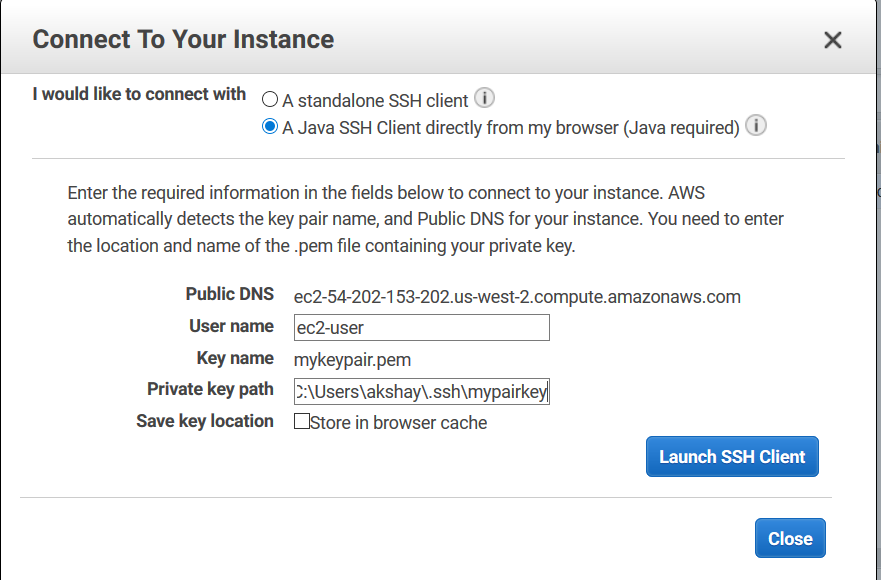 Connect To Your Instance
I would like to connect with
A standalone SSH client
A Java SSH Client directly from my browser (Java required)
Enter the required information in the fields below to connect to your instance. AWS
automatically detects the key pair name, and Public DNS for your instance. You need to enter
the location and name of the .pem file containing your private key.
Public DNS ec2-54-202-153-202.us-west-2.compute.amazonaws.com
User name ec2-user
Key name mykeypair.pem
Private key path C:\Users\akshay\.ssh\mypairkey
Save key location Store in browser cache
Launch SSH Client
Close